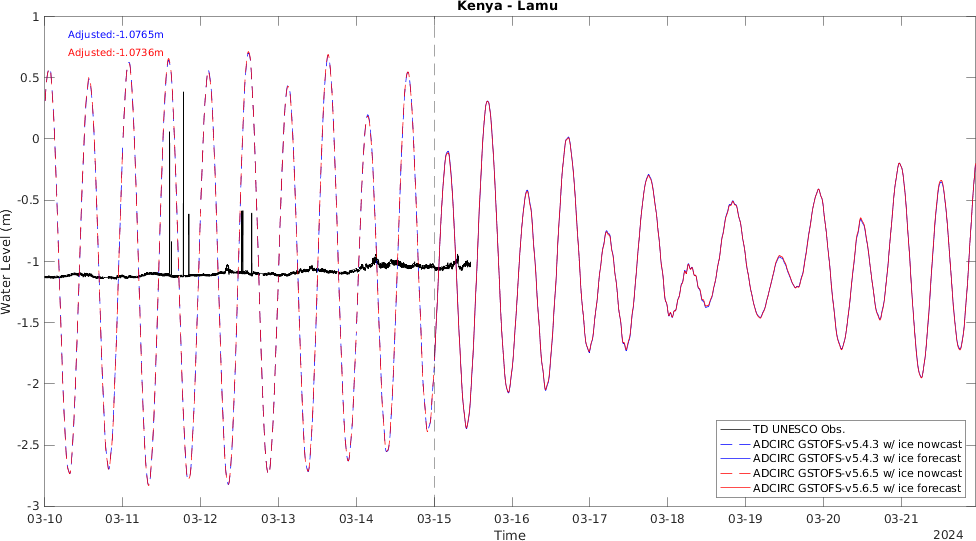 Kenya - Lamu
Adjusted:-1.0765m
Adjusted:-1.0736m
Water Level (m)
1
0.5
0
-0.5
-1
-1.5
-2
-2.5
-3
TD UNESCO Obs.
ADCIRC GSTOFS-v5.4.3 w/ ice nowcast
ADCIRC GSTOFS-v5.4.3 w/ ice forecast
ADCIRC GSTOFS-v5.6.5 w/ ice nowcast
ADCIRC GSTOFS-v5.6.5 w/ ice forecast
03-10 03-11 03-12 03-13 03-14 03-15 03-16 03-17 03-18 03-19 03-20 03-21
Time
2024